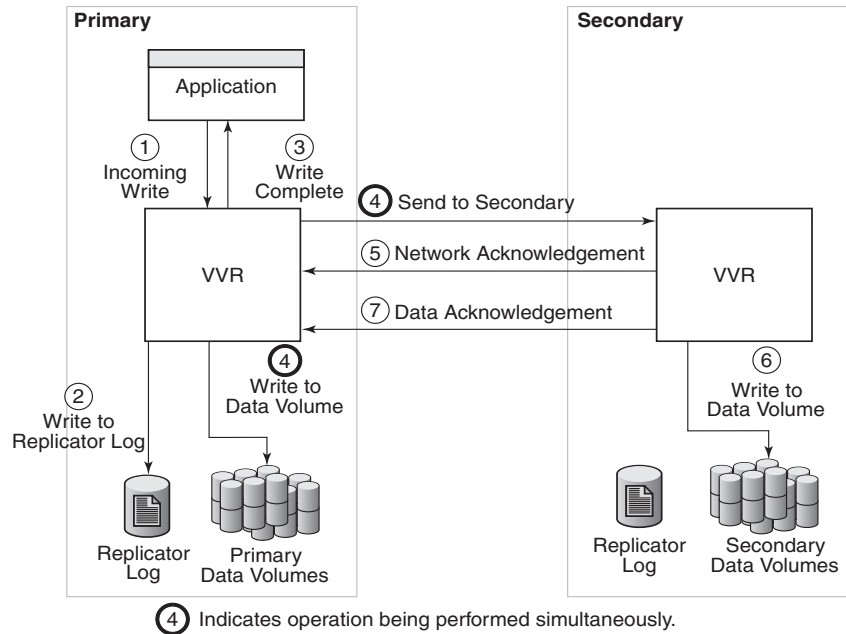 Primary
Secondary
Application
1
Incoming
Write
3
Write
Complete
4 Send to Secondary
5 Network Acknowledgement
VVR
VVR
7 Data Acknowledgement
4
Write to
Data Volume
6
Write to
Data Volume
2
Write to
Replicator Log
Replicator
Log
Primary
Data Volumes
Replicator
Log
Secondary
Data Volumes
4 Indicates operation being performed simultaneously.